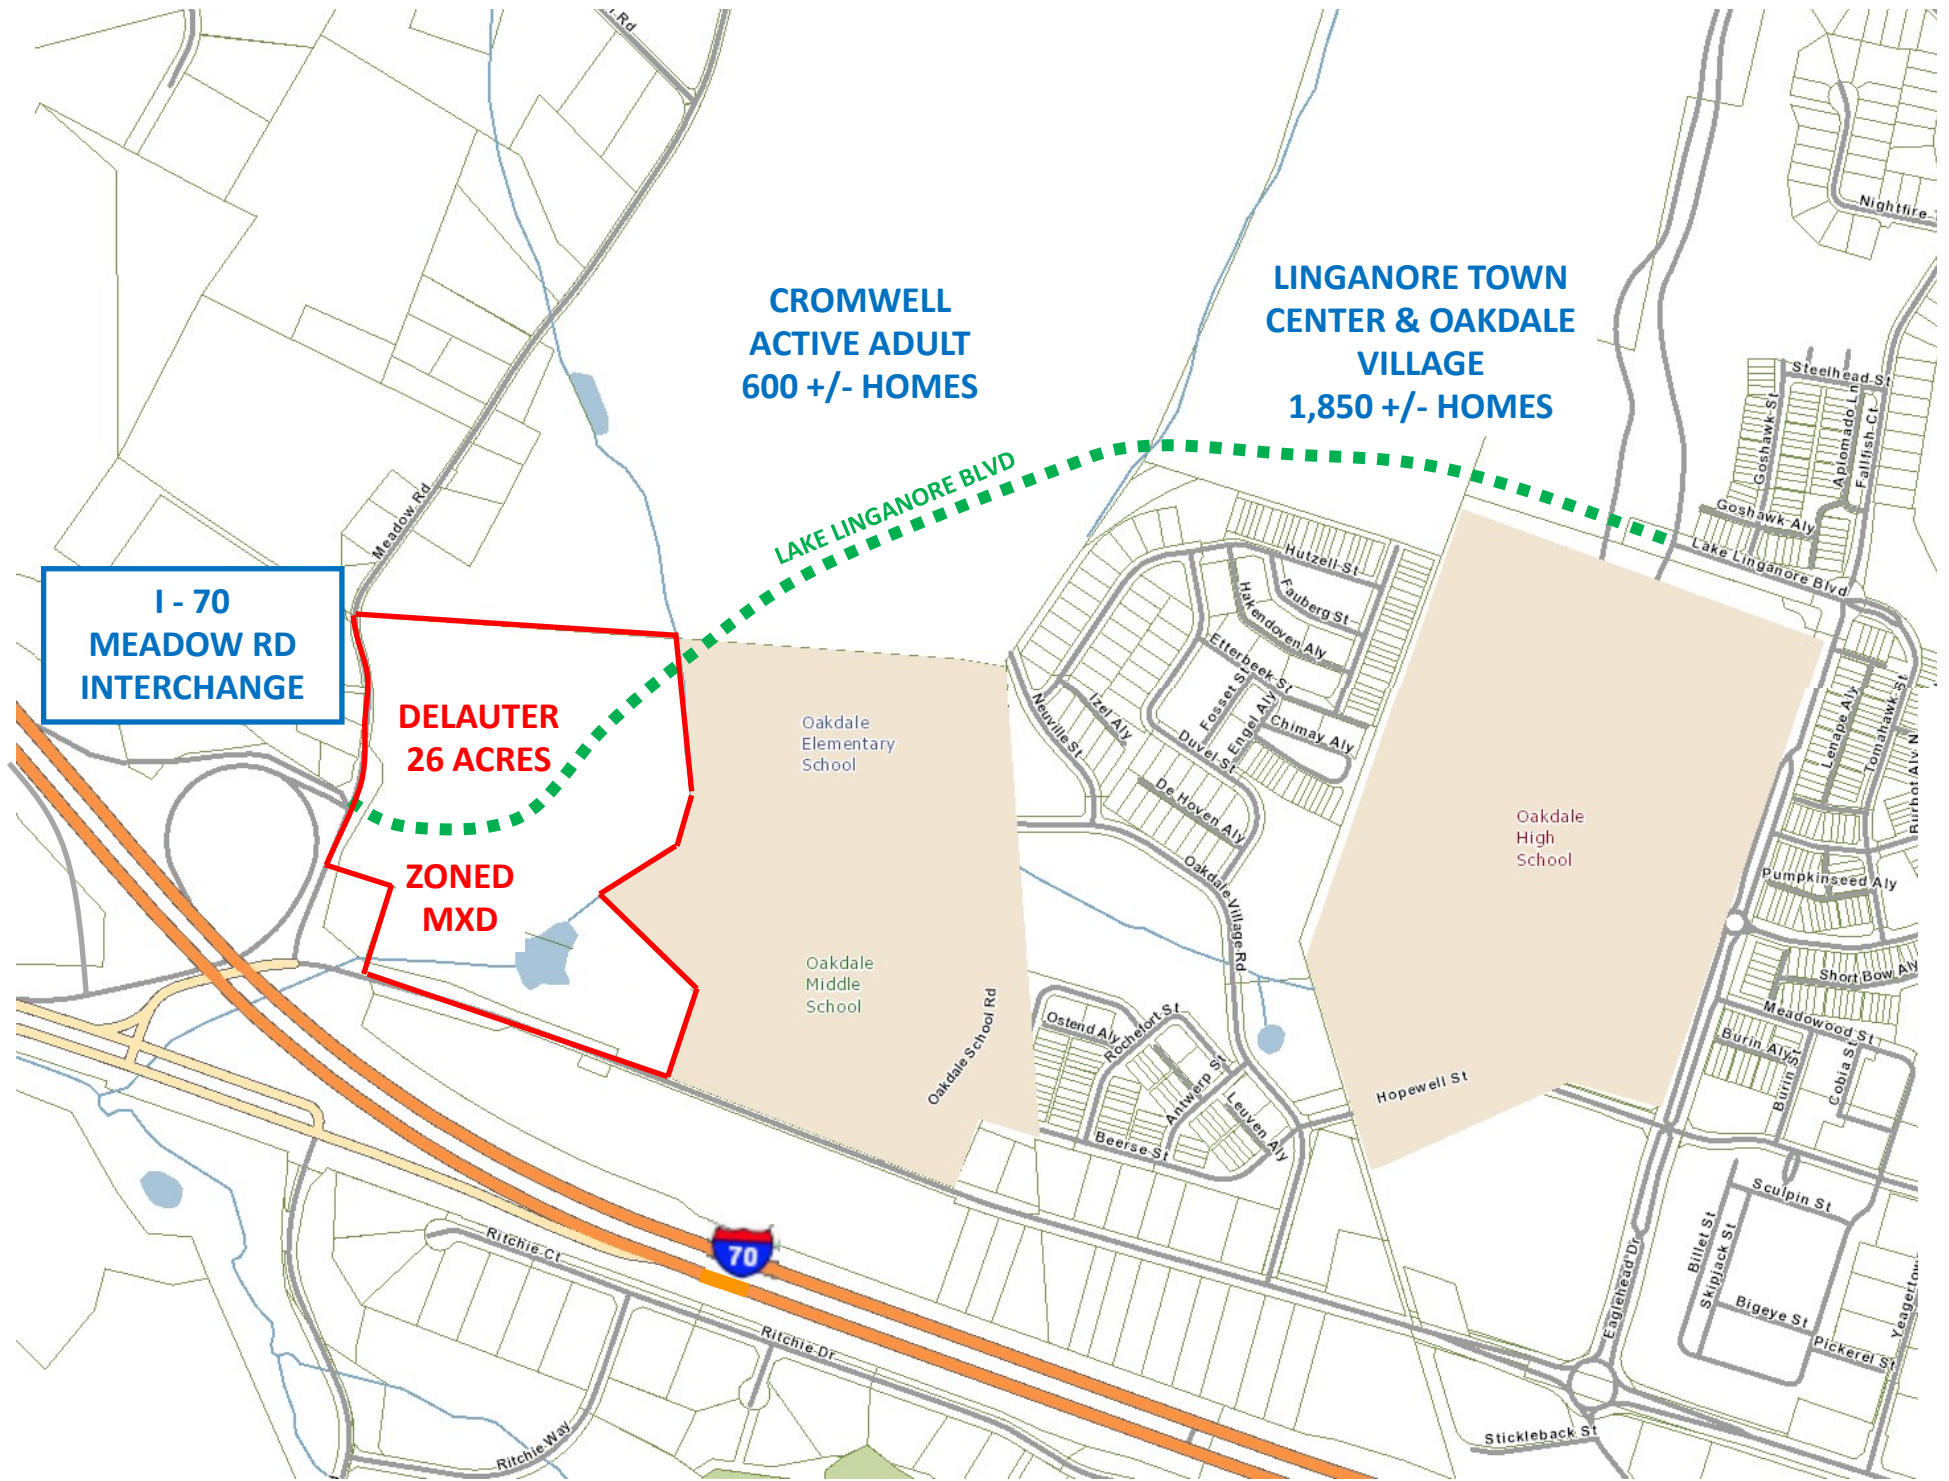 CROMWELL
ACTIVE ADULT
600 +/- HOMES
LINGANORE TOWN
CENTER & OAKDALE
VILLAGE
1,850 +/- HOMES
LAKE LINGANORE BLVD
I - 70
MEADOW RD
INTERCHANGE
DELAUTER
26 ACRES
ZONED
MXD
Meadow Rd
Rd
Nightfire
Steelhead St
Goshawk St
Aplomado Ln
Fallfish Ct
Goshawk Aly
Lake Linganore Blvd
Hutzell St
Fauberg St
Hakendoven Aly
Etterbeek St
Fosset St
Engel Aly
Chimay Aly
Izel Aly
Neuville St
Duvel St
De Hoven Aly
Oakdale Village Rd
Oakdale
Elementary
School
Oakdale
Middle
School
Oakdale
High
School
Lenape Aly
Tomahawk St
Burbot Aly N
Pumpkinseed Aly
Short Bow Aly
Meadowood St
Burin Aly
Burin St
Cobia St
Oakdale School Rd
Ostend Aly
Rochefort St
Antwerp St
Leuven Aly
Beerse St
Hopewell St
Sculpin St
Billet St
Skipjack St
Bigeye St
Pickerel St
Yeagertown
Eaglehead Dr
Stickleback St
70
Ritchie Ct
Ritchie Dr
Ritchie Way